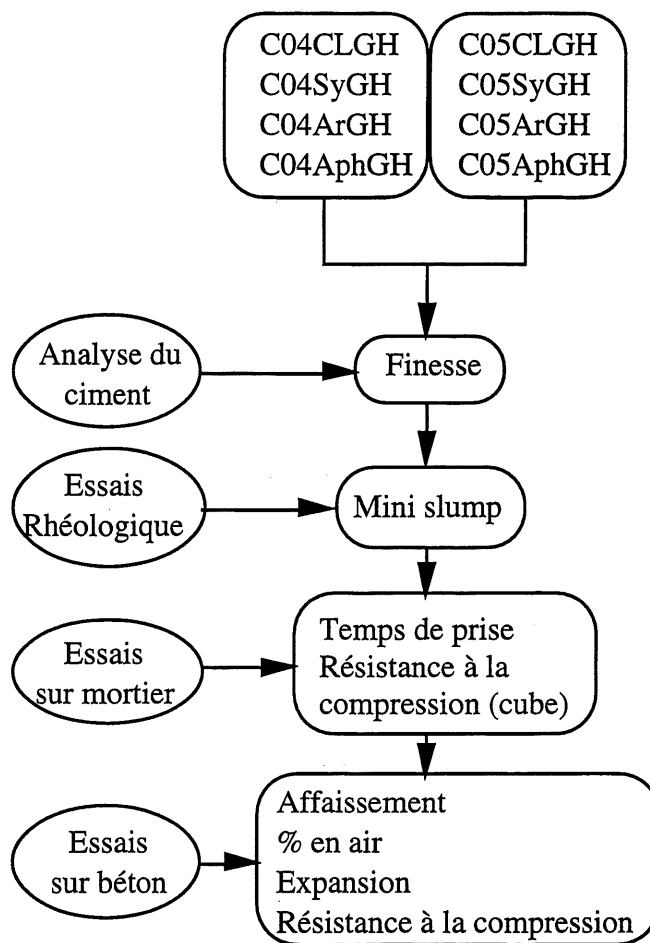 C04CLGH
C04SyGH
C04ArGH
C04AphGH
C05CLGH
C05SyGH
C05ArGH
C05AphGH
Analyse du
ciment
Finesse
Essais
Rhéologique
Mini slump
Essais
sur mortier
Temps de prise
Résistance à la
compression (cube)
Essais
sur béton
Affaissement
% en air
Expansion
Résistance à la compression